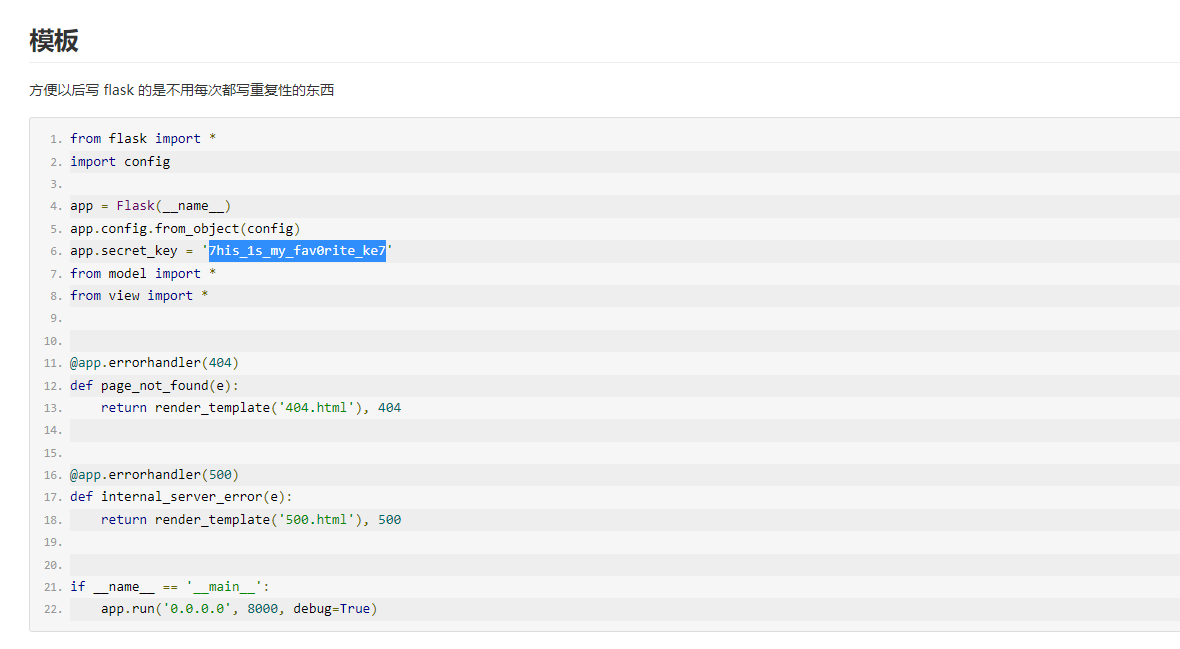 模板
方便以后写 flask 的是不用每次都写重复性的东西
1. from flask import *
2. import config
3.
4. app = Flask(__name__)
5. app.config.from_object(config)
6. app.secret_key = '7his_1s_my_fav0rite_ke7'
7. from model import *
8. from view import *
9.
10.
11. @app.errorhandler(404)
12. def page_not_found(e):
13.     return render_template('404.html'), 404
14.
15.
16. @app.errorhandler(500)
17. def internal_server_error(e):
18.     return render_template('500.html'), 500
19.
20.
21. if __name__ == '__main__':
22.     app.run('0.0.0.0', 8000, debug=True)